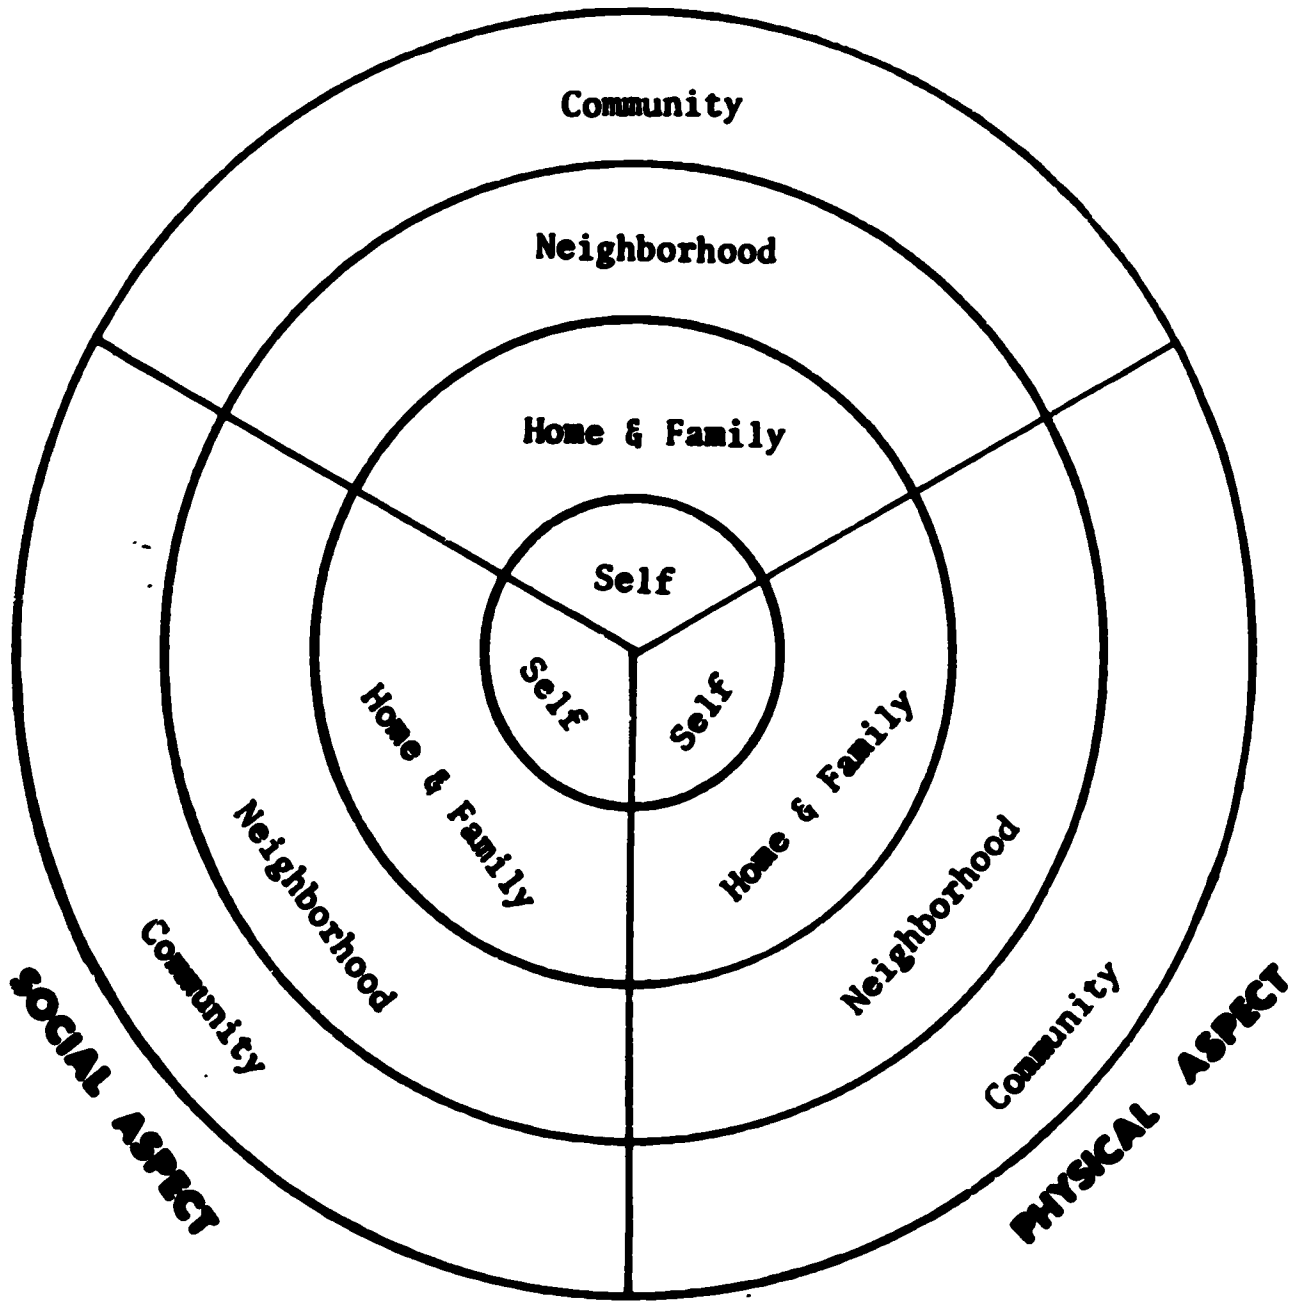 Community
Neighborhood
Home & Family
Self
Self
Self
Home & Family
Home & Family
Neighborhood
Neighborhood
Community
Community
SOCIAL ASPECT
PHYSICAL ASPECT